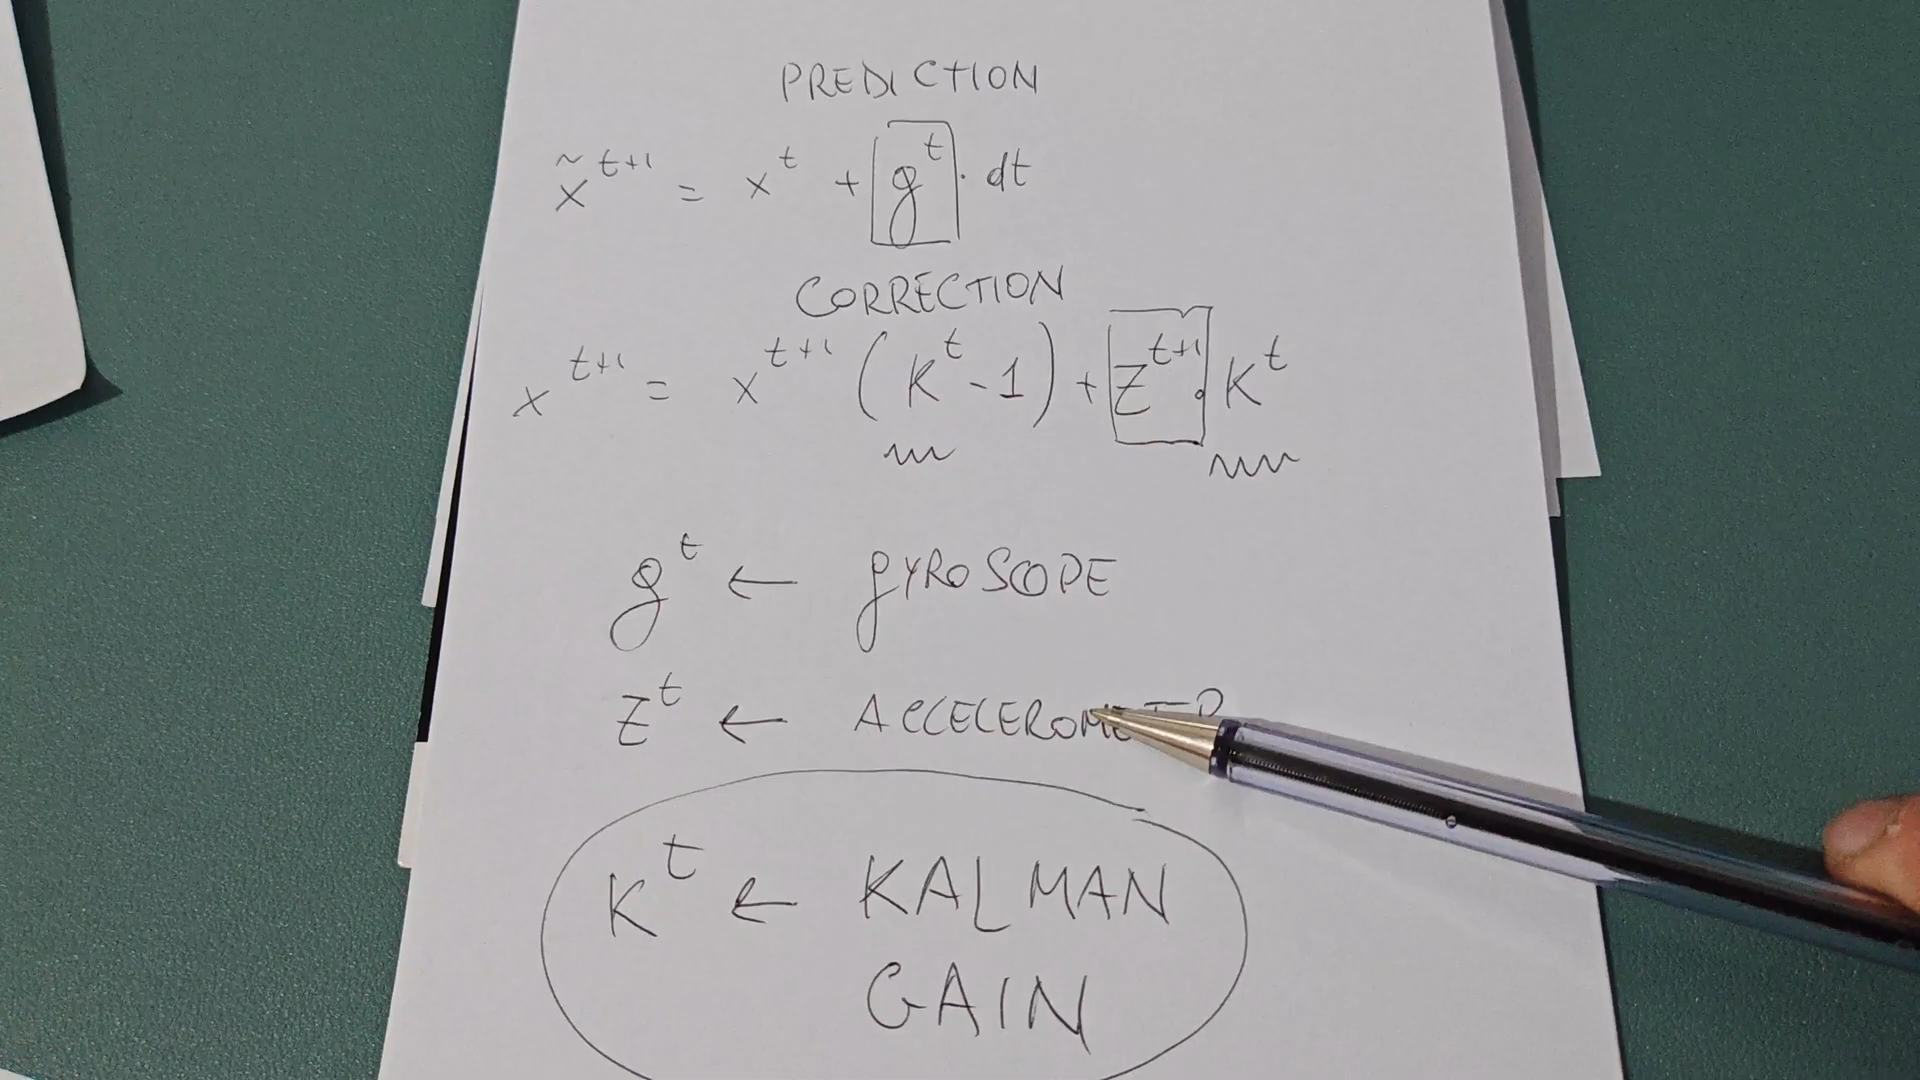 PREDICTION
x̃^{t+1} = x^t + g^t · dt
CORRECTION
x^{t+1} = x^{t+1} (K^t - 1) + z^{t+1} · K^t
g^t ← gYROSCOPE
z^t ← ACCELEROMETER
K^t ← KALMAN
GAIN